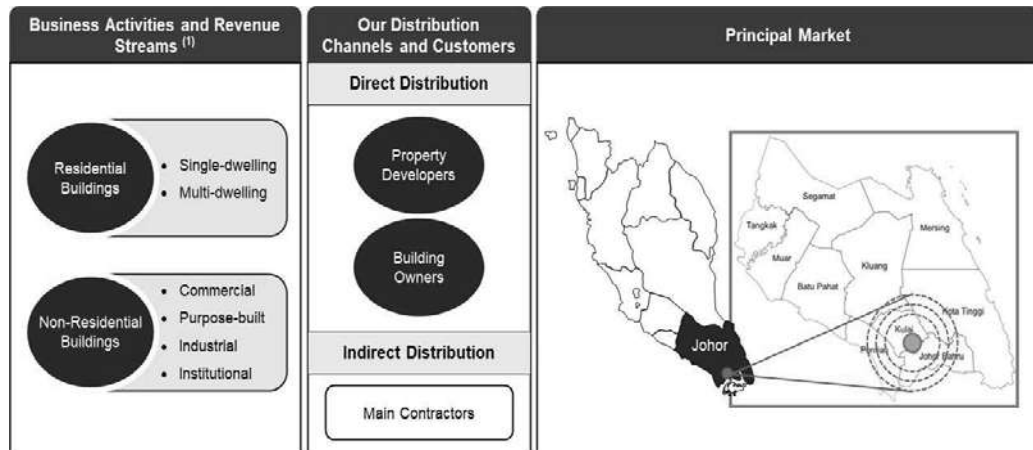 Business Activities and Revenue
Streams (1)
Residential
Buildings
• Single-dwelling
• Multi-dwelling
Non-Residential
Buildings
• Commercial
• Purpose-built
• Industrial
• Institutional
Our Distribution
Channels and Customers
Direct Distribution
Property
Developers
Building
Owners
Indirect Distribution
Main Contractors
Principal Market
Johor
Segamat
Tangkak
Mersing
Muar
Kluang
Batu Pahat
Kota Tinggi
Kulai
Pontian
Johor Bahru